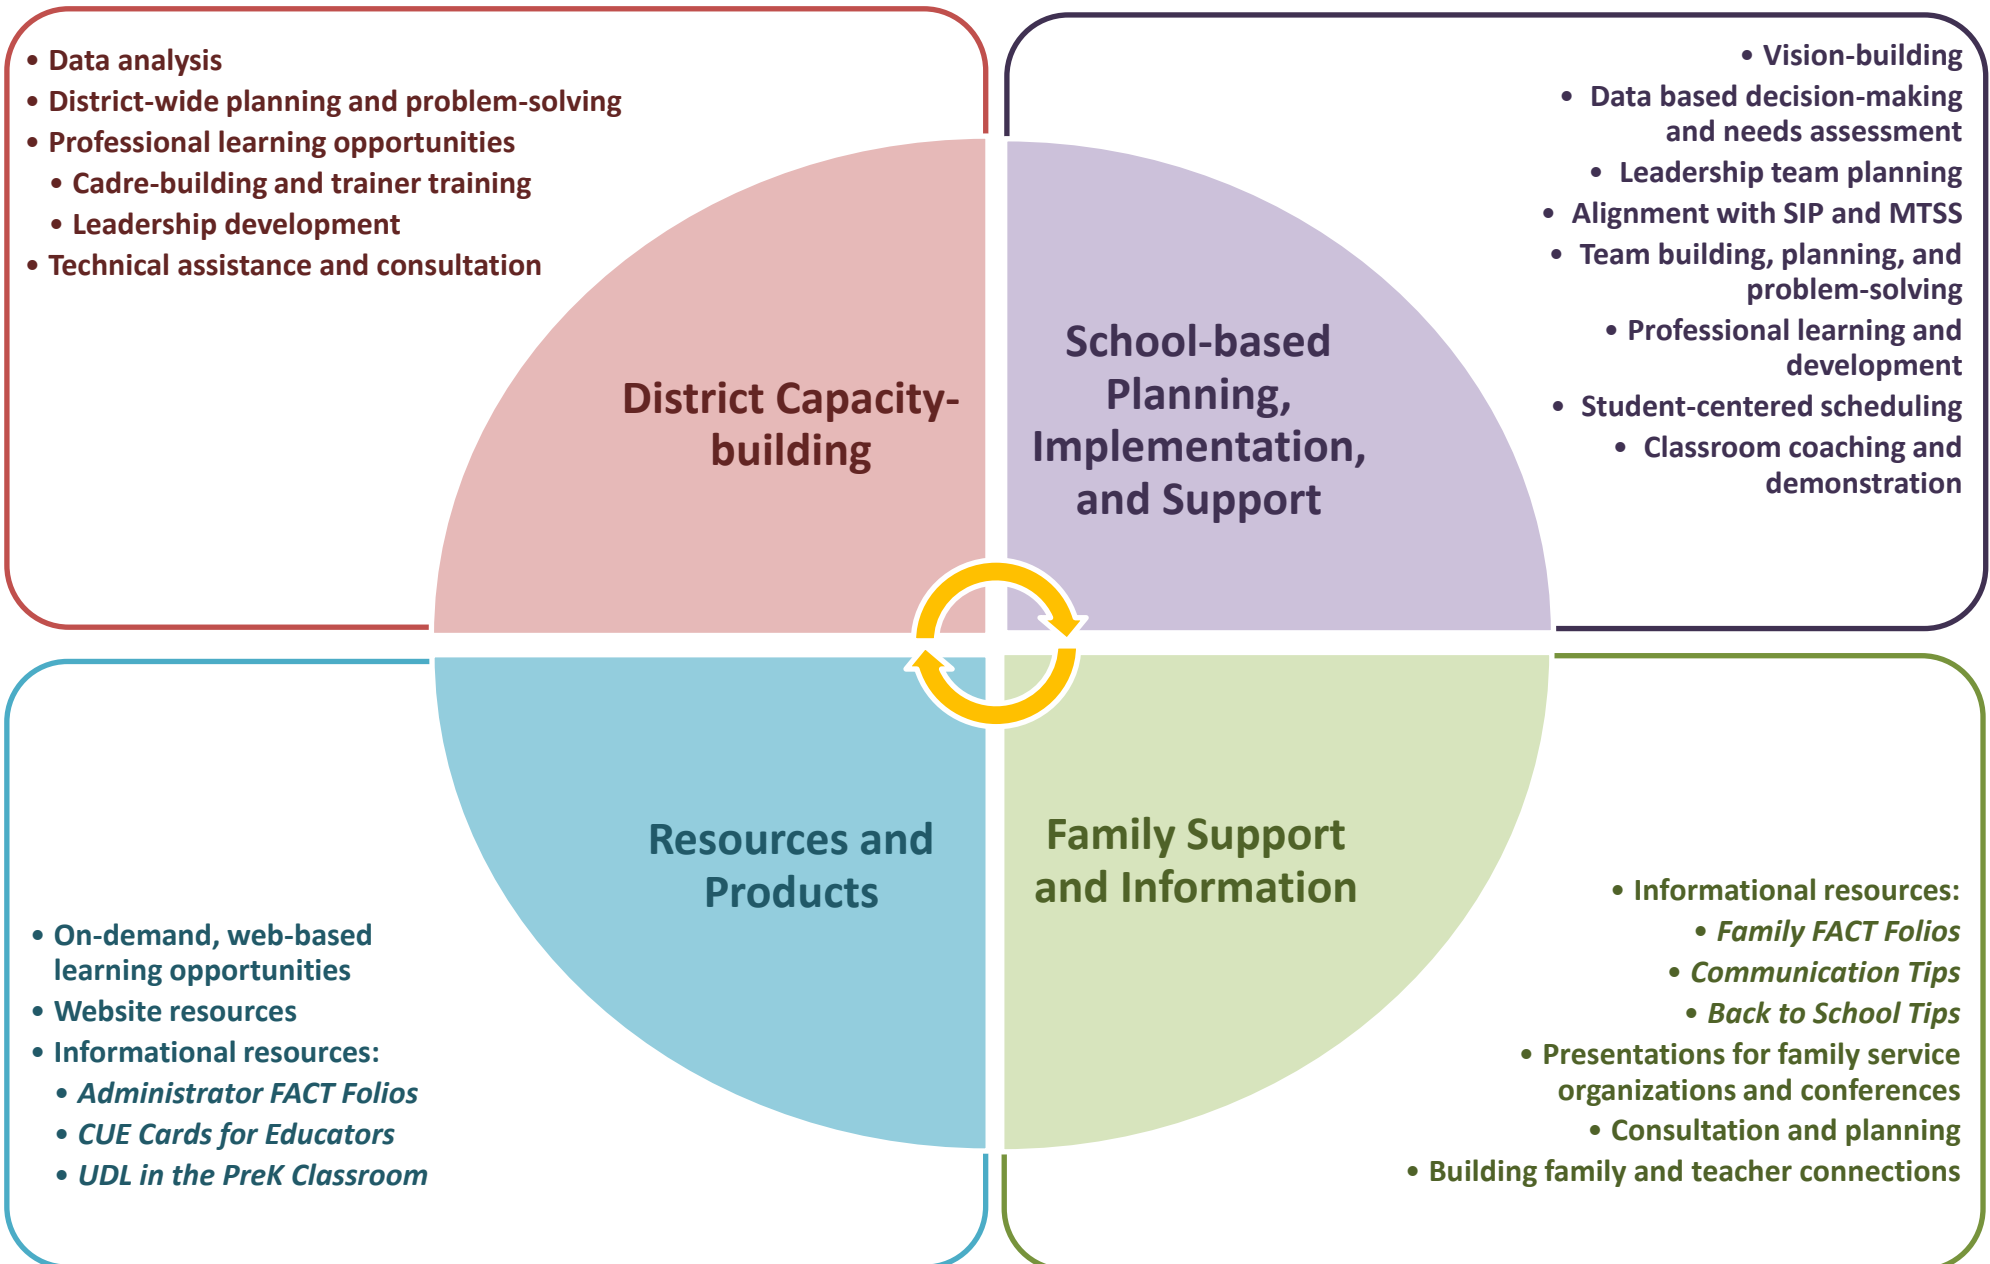 • Data analysis
• District-wide planning and problem-solving
• Professional learning opportunities
• Cadre-building and trainer training
• Leadership development
• Technical assistance and consultation
District Capacity-
building
• Vision-building
• Data based decision-making
and needs assessment
• Leadership team planning
• Alignment with SIP and MTSS
• Team building, planning, and
problem-solving
• Professional learning and
development
• Student-centered scheduling
• Classroom coaching and
demonstration
School-based
Planning,
Implementation,
and Support
Resources and
Products
• On-demand, web-based
learning opportunities
• Website resources
• Informational resources:
• Administrator FACT Folios
• CUE Cards for Educators
• UDL in the PreK Classroom
Family Support
and Information
• Informational resources:
• Family FACT Folios
• Communication Tips
• Back to School Tips
• Presentations for family service
organizations and conferences
• Consultation and planning
• Building family and teacher connections